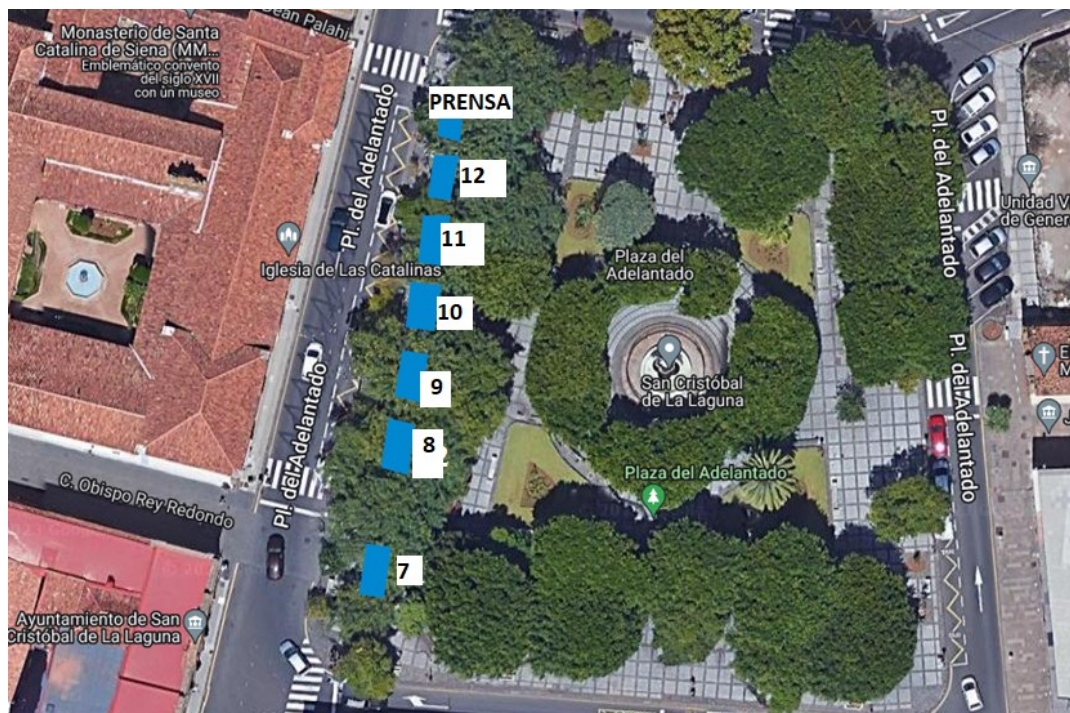 Jean Palahí
Monasterio de Santa
Catalina de Siena (MM...
Emblemático convento
del siglo XVII
con un museo
PRENSA
Pl. del Adelantado
12
Pl. del Adelantado
Unidad V
de Gener
11
Iglesia de Las Catalinas
Plaza del
Adelantado
10
Pl. del Adelantado
E
M
San Cristóbal
de La Laguna
9
Pl. del Adelantado
J
8
Plaza del Adelantado
C. Obispo Rey Redondo
7
Ayuntamiento de San
Cristóbal de La Laguna